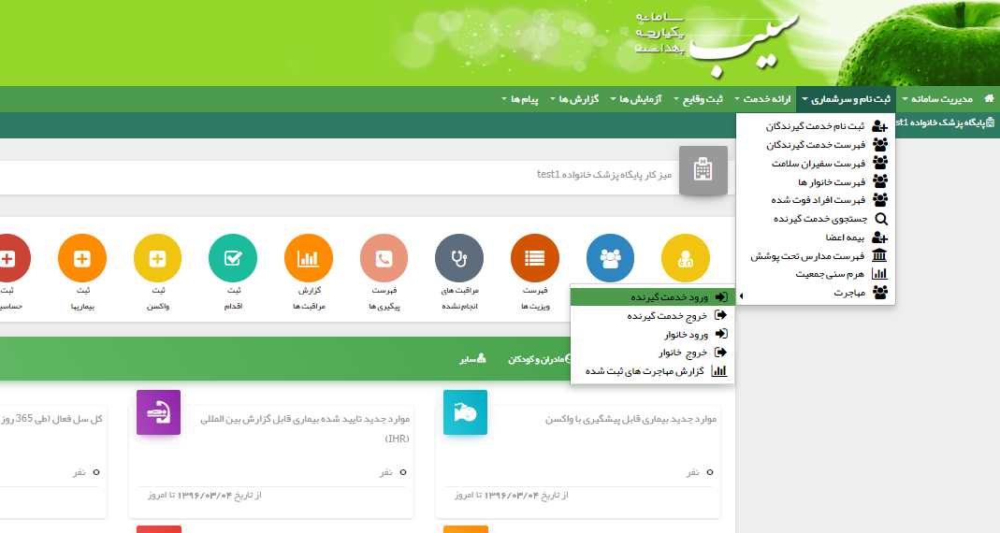 سامانه
یکپارچه
بهداشت
سیب
مدیریت سامانه
ثبت نام و سرشماری
ارائه خدمت
ثبت وقایع
آزمایش ها
گزارش ها
پیام ها
پایگاه پزشک خانواده st1
ثبت نام خدمت گیرندگان
فهرست خدمت گیرندگان
فهرست سفیران سلامت
فهرست خانوار ها
فهرست افراد فوت شده
جستجوی خدمت گیرنده
بیمه اعضا
فهرست مدارس تحت پوشش
هرم سنی جمعیت
مهاجرت
ورود خدمت گیرنده
خروج خدمت گیرنده
ورود خانوار
خروج خانوار
گزارش مهاجرت های ثبت شده
میز کار پایگاه پزشک خانواده test1
فهرست
ویزیت ها
مراقبت های
انجام نشده
فهرست
پیگیری ها
گزارش
مراقبت ها
ثبت
اقدام
ثبت
واکسن
ثبت
بیماریها
ثبت
حساسی
مادران و کودکان
سایر
موارد جدید بیماری قابل پیشگیری با واکسن
۰ نفر
از تاریخ ۱۳۹۶/۰۳/۰۴ تا امروز
موارد جدید تایید شده بیماری قابل گزارش بین المللی
(IHR)
۰ نفر
از تاریخ ۱۳۹۶/۰۳/۰۴ تا امروز
کل سل فعال (طی 365 روز
۰ نفر